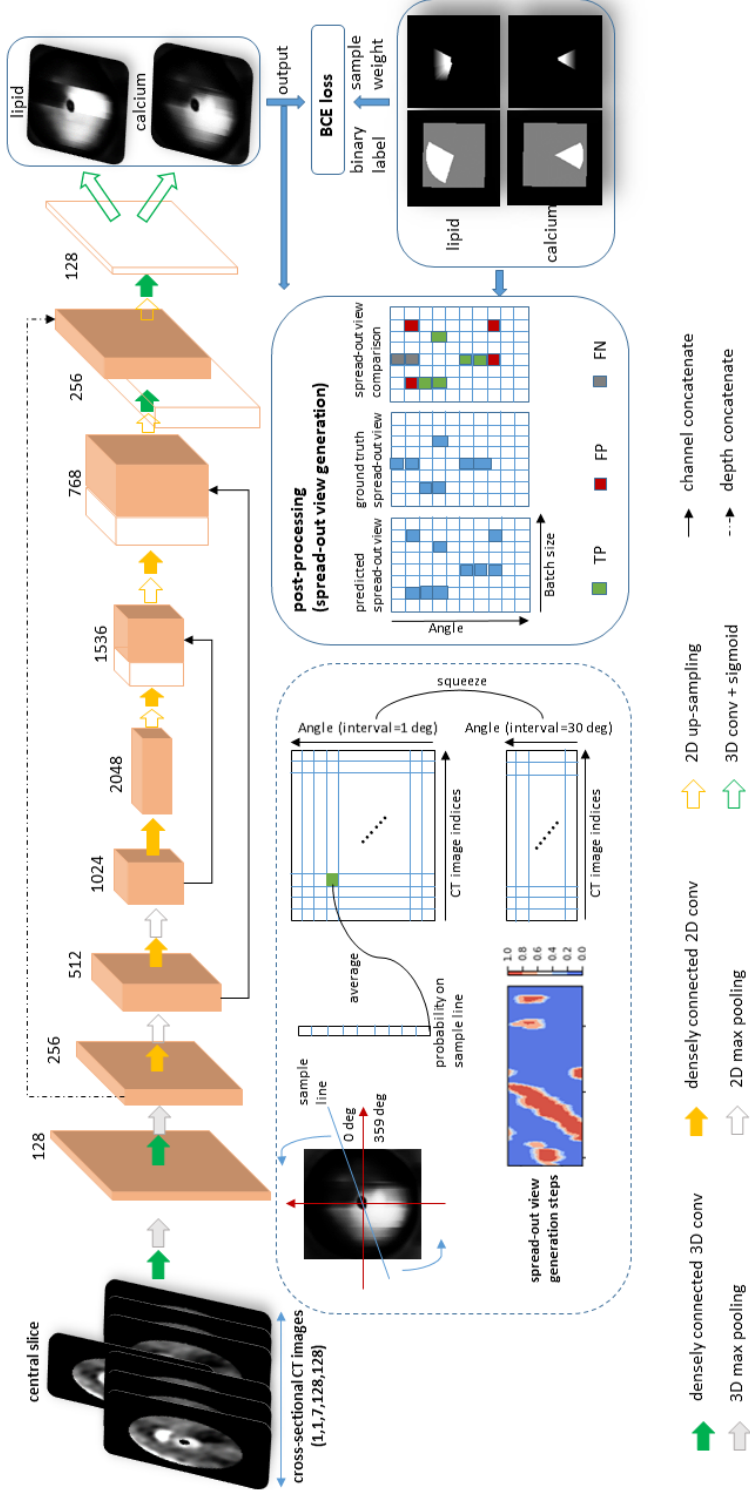 central slice
cross-sectional CT images
(1,1,7,128,128)
128
256
512
1024
2048
1536
768
256
128
lipid
calcium
output
BCE loss
binary
label
sample
weight
lipid
calcium
sample
line
0 deg
359 deg
probability on
sample line
average
Angle (interval=1 deg)
CT image indices
squeeze
Angle (interval=30 deg)
CT image indices
spread-out view
generation steps
1.0
0.8
0.6
0.4
0.2
0.0
post-processing
(spread-out view generation)
predicted
spread-out view
ground truth
spread-out view
spread-out view
comparison
Angle
Batch size
TP
FP
FN
densely connected 3D conv
densely connected 2D conv
2D up-sampling
channel concatenate
3D max pooling
2D max pooling
3D conv + sigmoid
depth concatenate